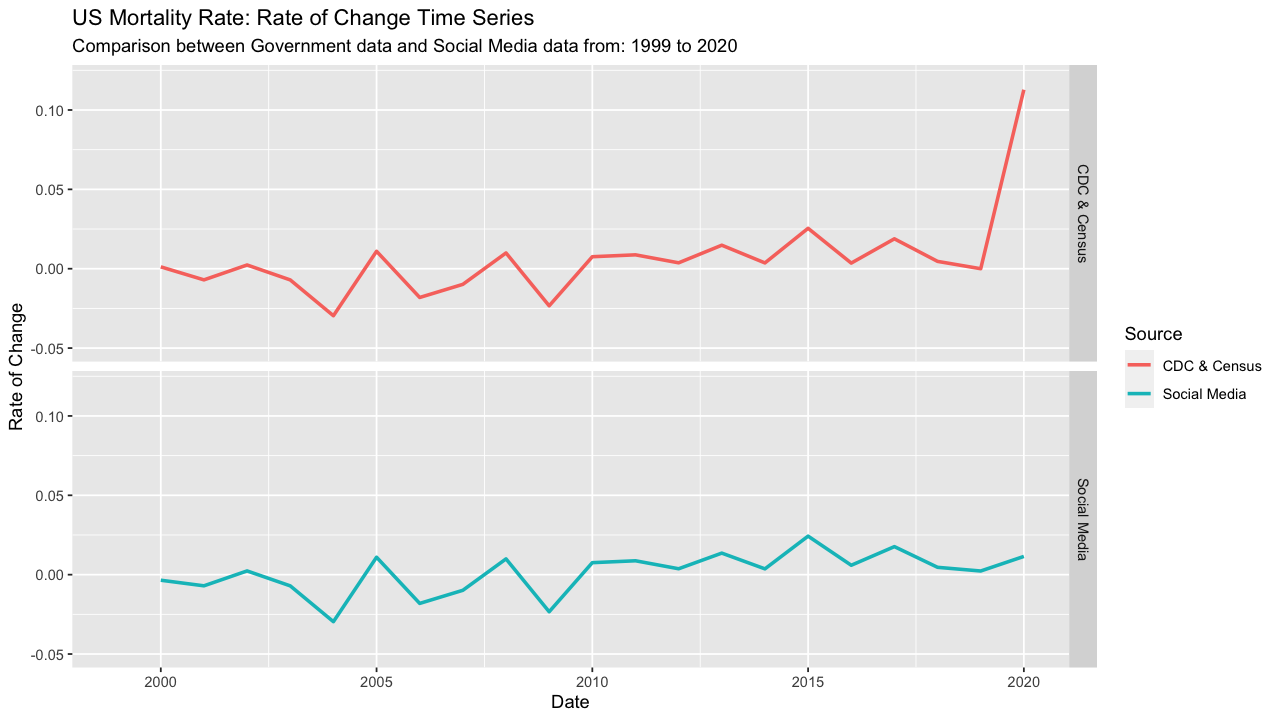 US Mortality Rate: Rate of Change Time Series
Comparison between Government data and Social Media data from: 1999 to 2020
Rate of Change
0.10
0.05
0.00
-0.05
CDC & Census
0.10
0.05
0.00
-0.05
Social Media
2000
2005
2010
2015
2020
Date
Source
CDC & Census
Social Media